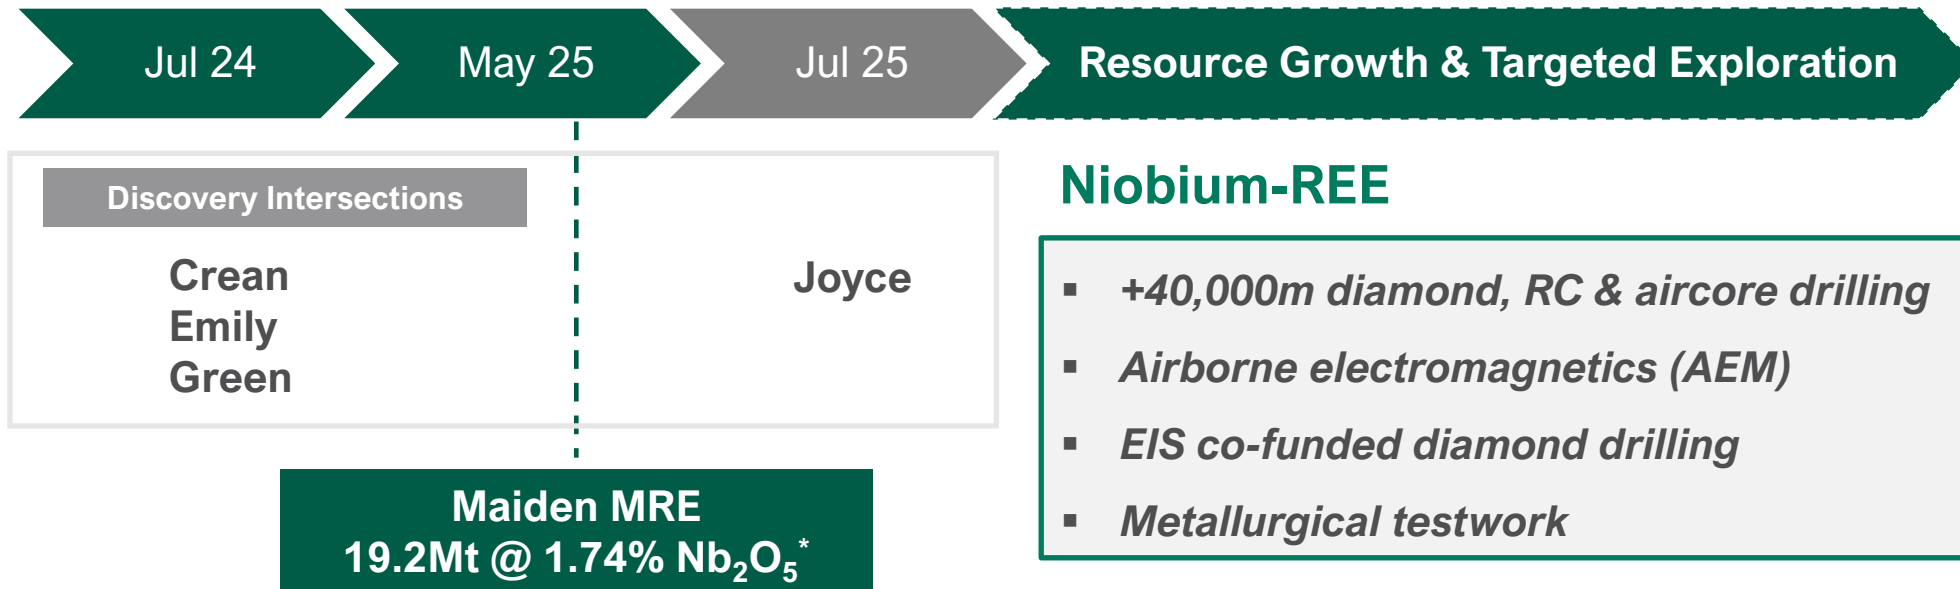 Jul 24
May 25
Jul 25
Resource Growth & Targeted Exploration
Discovery Intersections
Crean
Emily
Green
Joyce
Maiden MRE
19.2Mt @ 1.74% Nb₂O₅*
Niobium-REE
▪ +40,000m diamond, RC & aircore drilling
▪ Airborne electromagnetics (AEM)
▪ EIS co-funded diamond drilling
▪ Metallurgical testwork